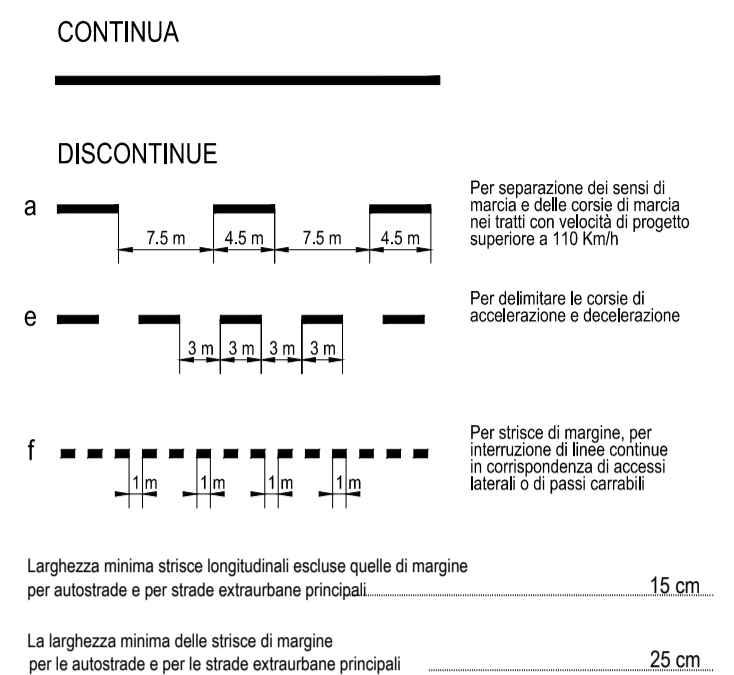 CONTINUA
DISCONTINUE
a
7.5 m 4.5 m 7.5 m 4.5 m
Per separazione dei sensi di
marcia e delle corsie di marcia
nei tratti con velocità di progetto
superiore a 110 Km/h
e
3 m 3 m 3 m 3 m
Per delimitare le corsie di
accelerazione e decelerazione
f
1 m 1 m 1 m 1 m
Per strisce di margine, per
interruzione di linee continue
in corrispondenza di accessi
laterali o di passi carrabili
Larghezza minima strisce longitudinali escluse quelle di margine
per autostrade e per strade extraurbane principali 15 cm
La larghezza minima delle strisce di margine
per le autostrade e per le strade extraurbane principali 25 cm